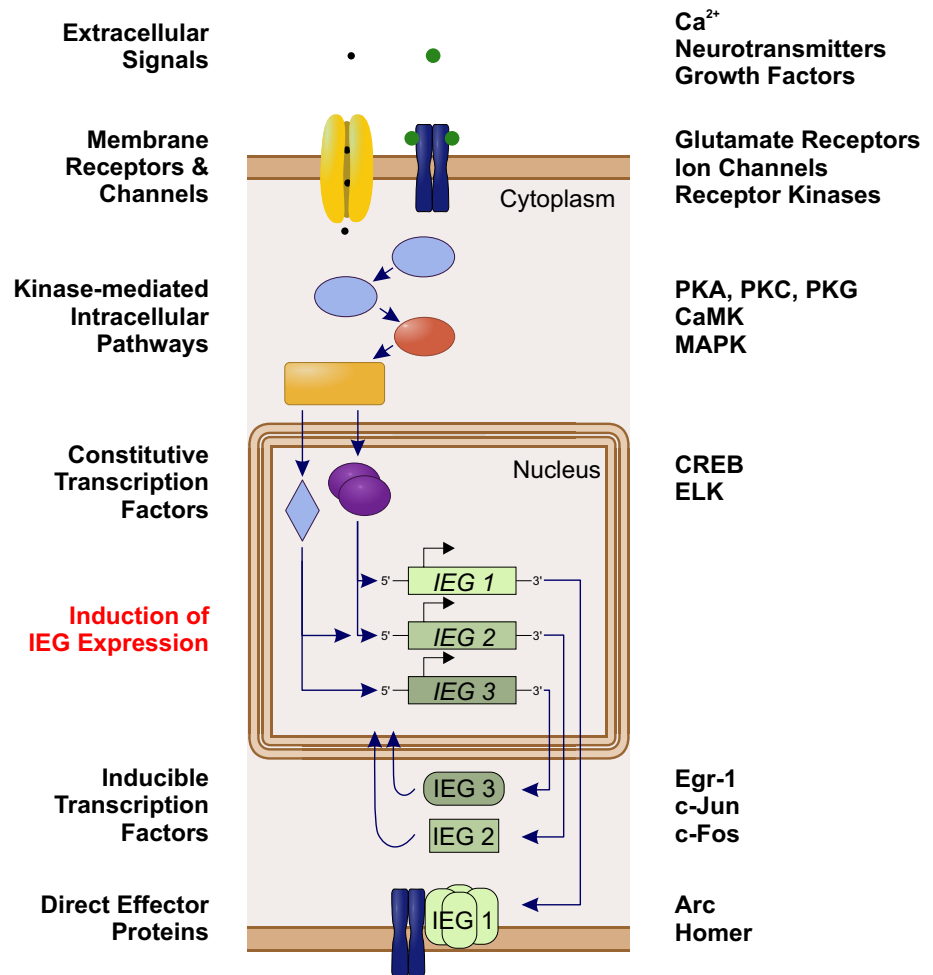 Extracellular
Signals
Ca2+
Neurotransmitters
Growth Factors
Membrane
Receptors &
Channels
Cytoplasm
Glutamate Receptors
Ion Channels
Receptor Kinases
Kinase-mediated
Intracellular
Pathways
PKA, PKC, PKG
CaMK
MAPK
Constitutive
Transcription
Factors
Nucleus
CREB
ELK
Induction of
IEG Expression
5' IEG 1 3'
5' IEG 2 3'
5' IEG 3 3'
Inducible
Transcription
Factors
IEG 3
IEG 2
Egr-1
c-Jun
c-Fos
Direct Effector
Proteins
IEG 1
Arc
Homer